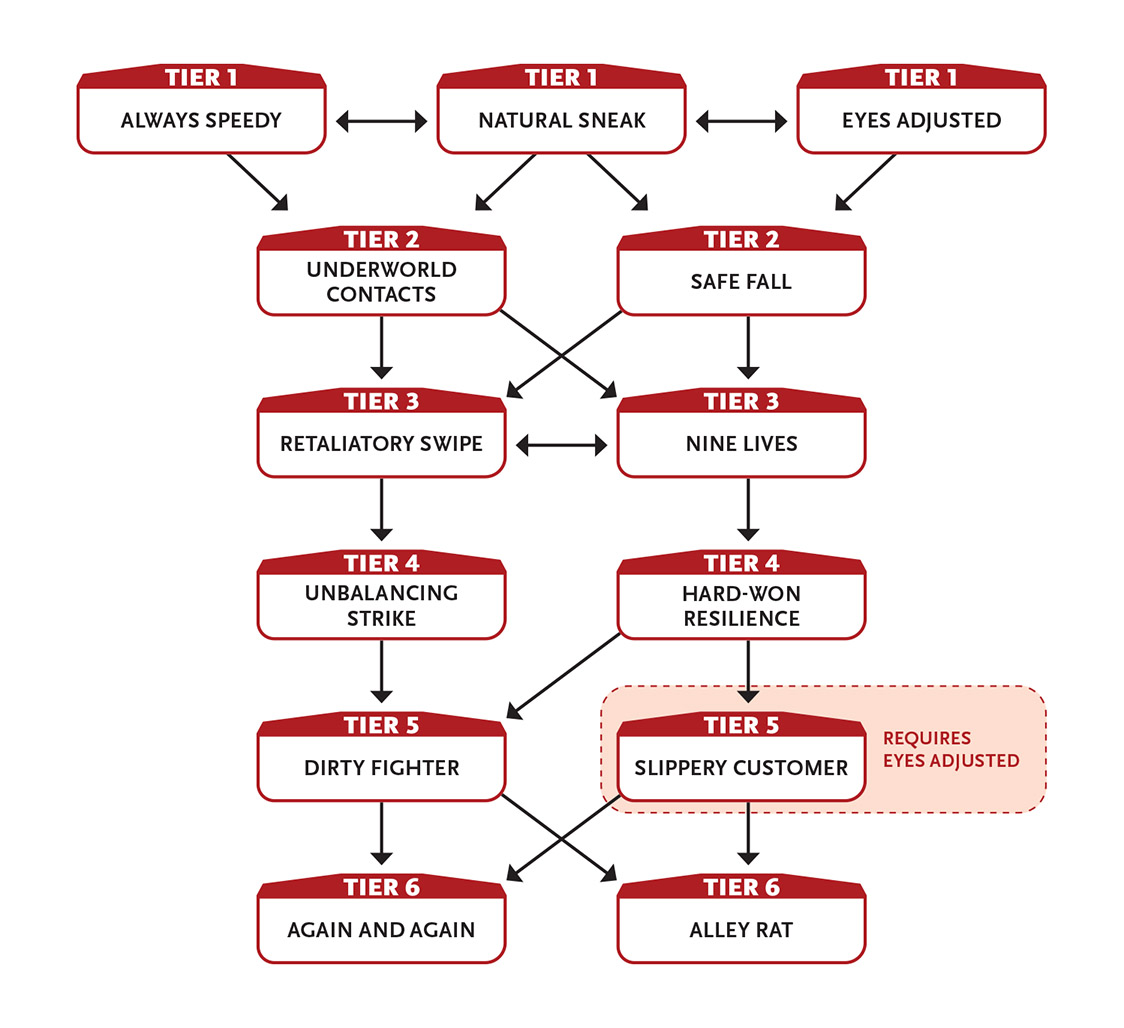 TIER 1
ALWAYS SPEEDY
TIER 1
NATURAL SNEAK
TIER 1
EYES ADJUSTED
TIER 2
UNDERWORLD
CONTACTS
TIER 2
SAFE FALL
TIER 3
RETALIATORY SWIPE
TIER 3
NINE LIVES
TIER 4
UNBALANCING
STRIKE
TIER 4
HARD-WON
RESILIENCE
TIER 5
DIRTY FIGHTER
TIER 5
SLIPPERY CUSTOMER
REQUIRES
EYES ADJUSTED
TIER 6
AGAIN AND AGAIN
TIER 6
ALLEY RAT